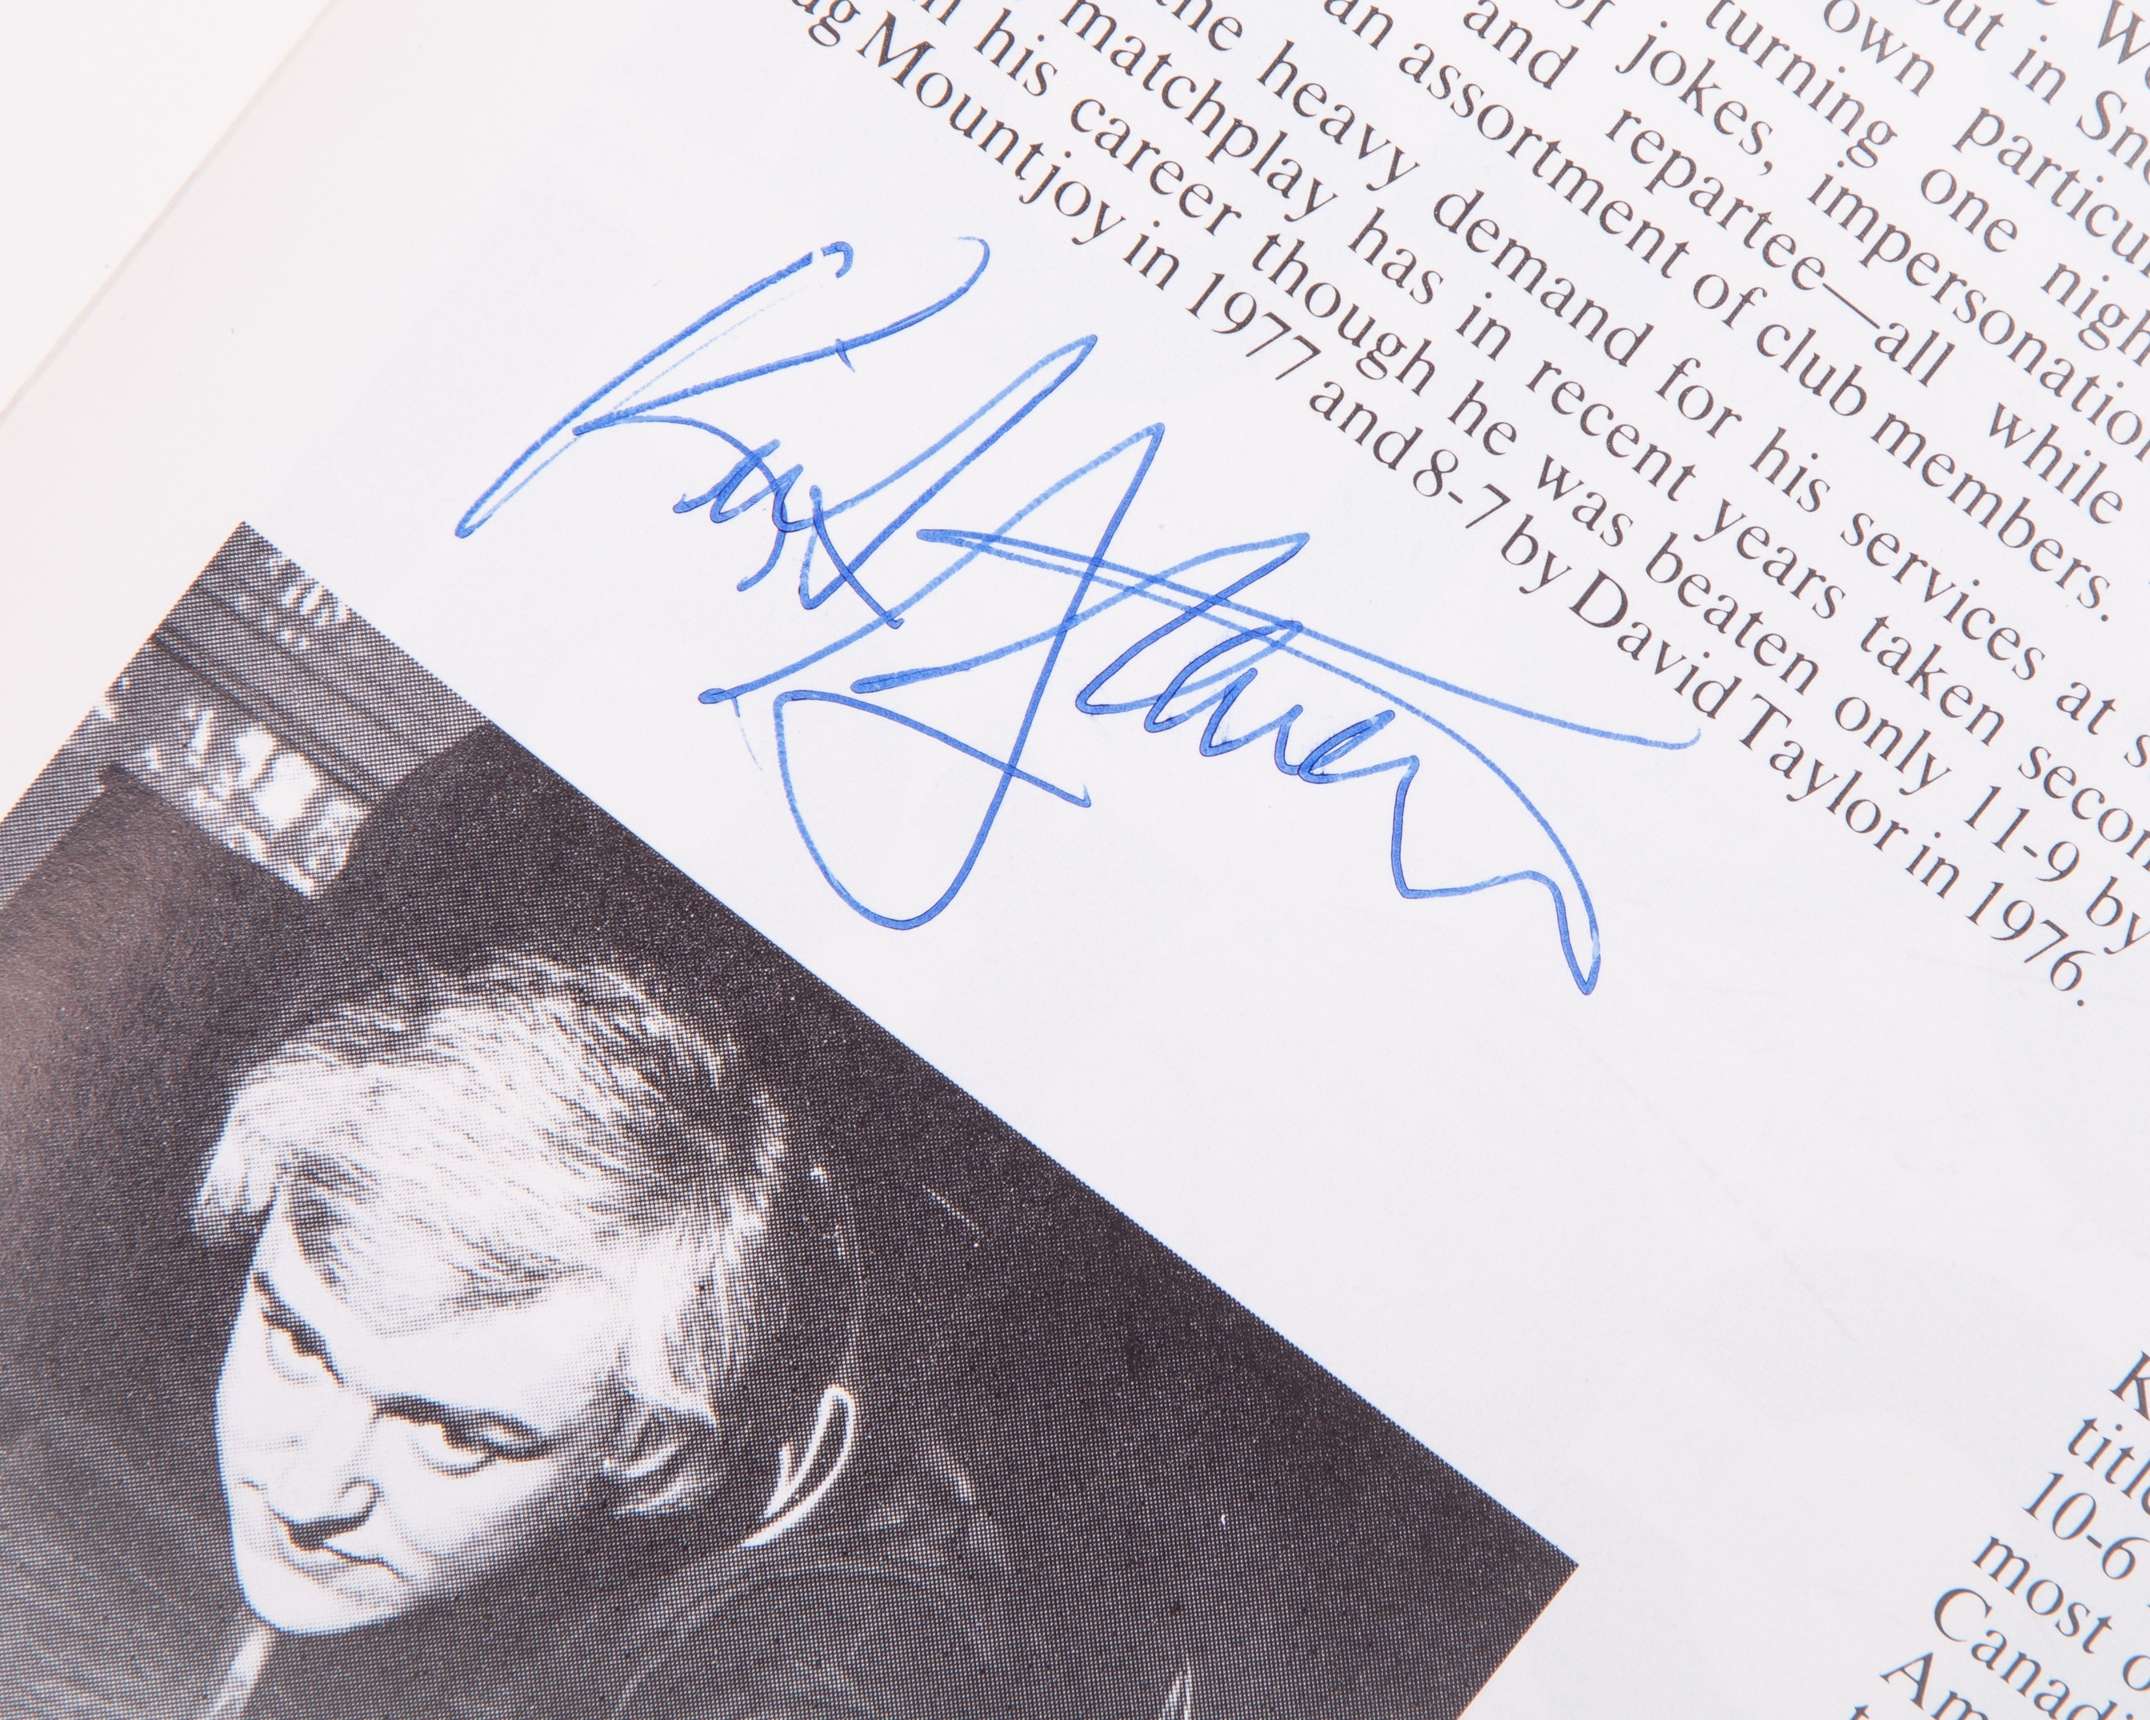 W
out in Sn
own particu
turning one nigh
of jokes, impersonatio
and repartee—all while
an assortment of club members.
the heavy demand for his services at s
matchplay has in recent years taken secon
his career though he was beaten only 11-9 by
Mountjoy in 1977 and 8-7 by David Taylor in 1976.
K
title
10-6
most o
Canadi
Am